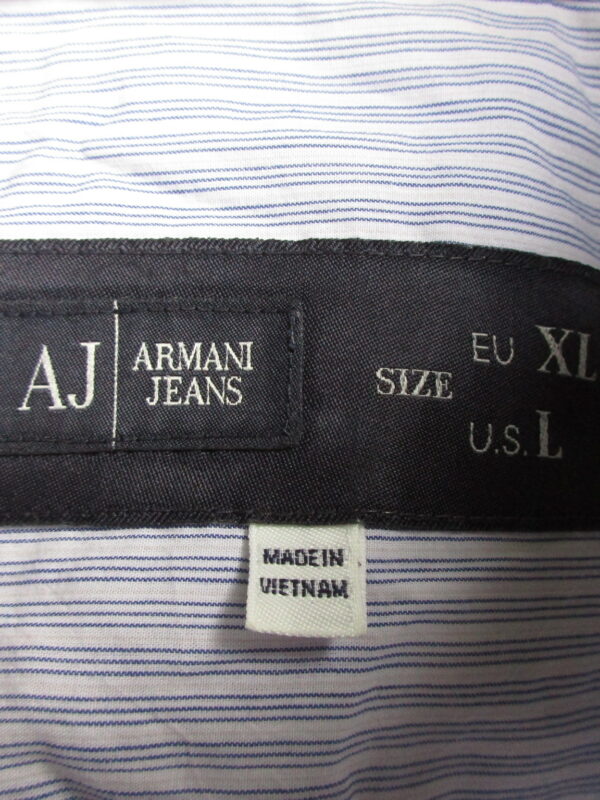 AJ
ARMANI
JEANS
SIZE
EU XL
U.S. L
MADE IN
VIETNAM